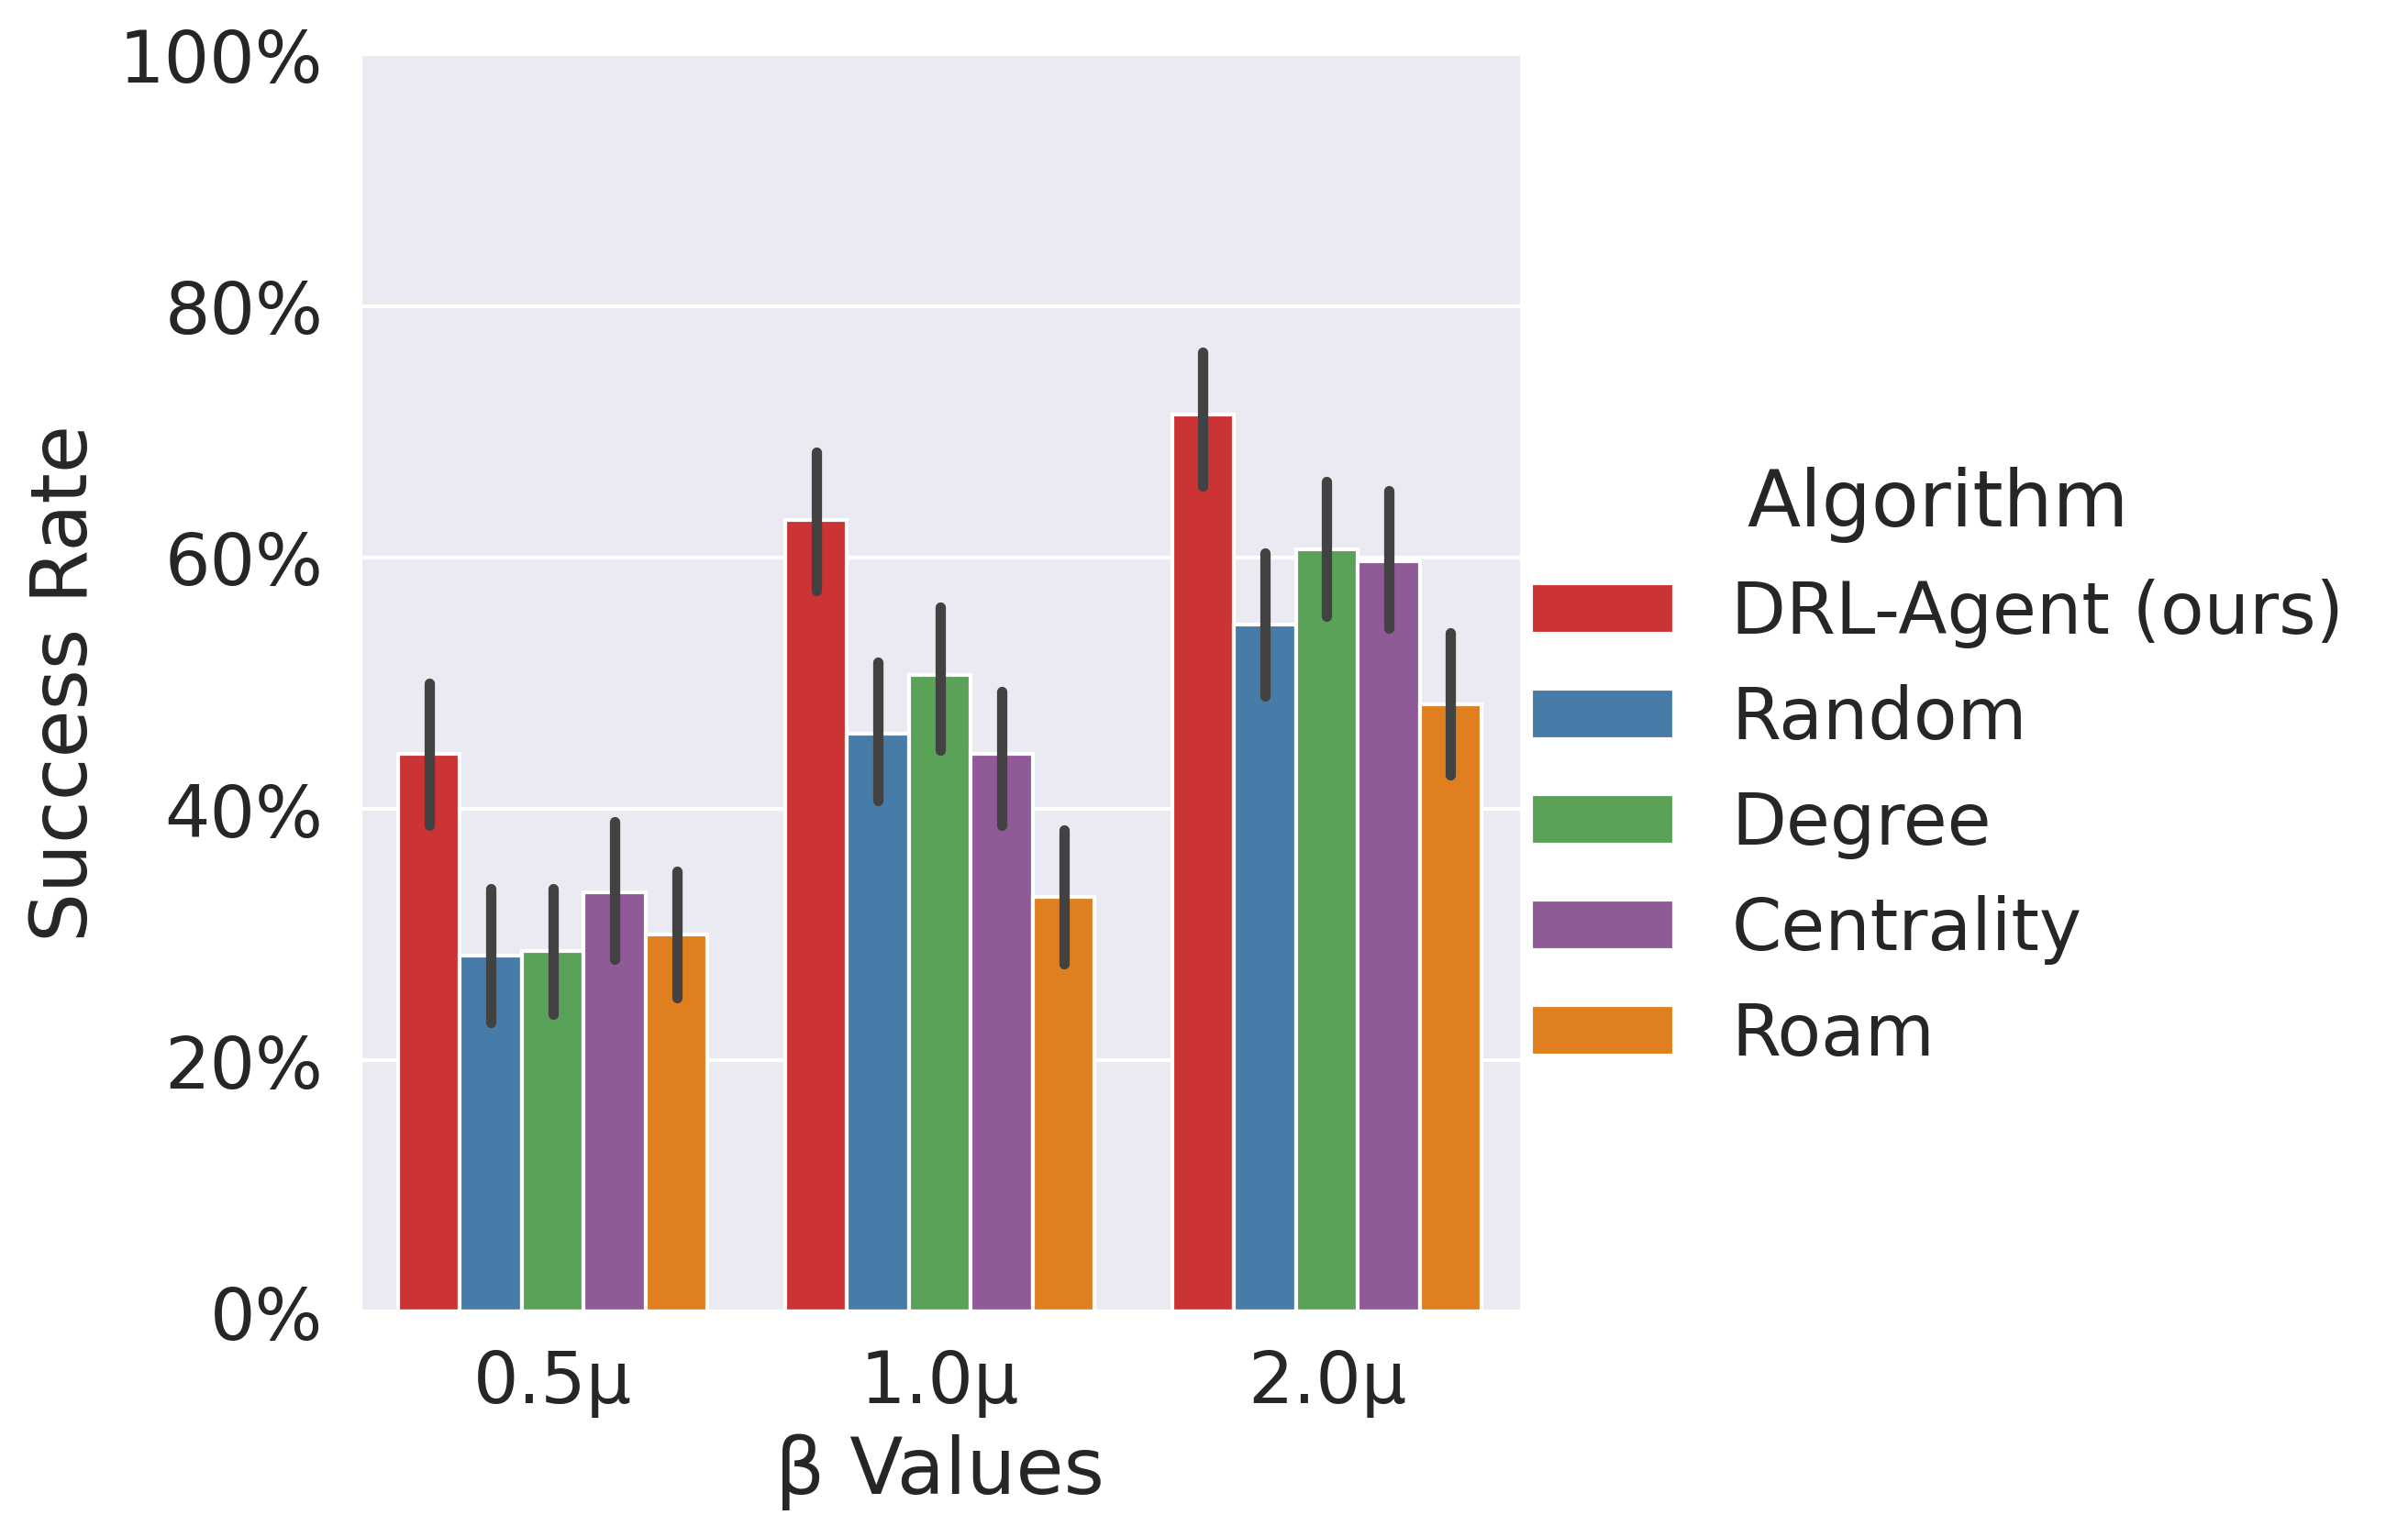 100%
80%
60%
40%
20%
0%
Success Rate
0.5μ
1.0μ
2.0μ
β Values
Algorithm
DRL-Agent (ours)
Random
Degree
Centrality
Roam